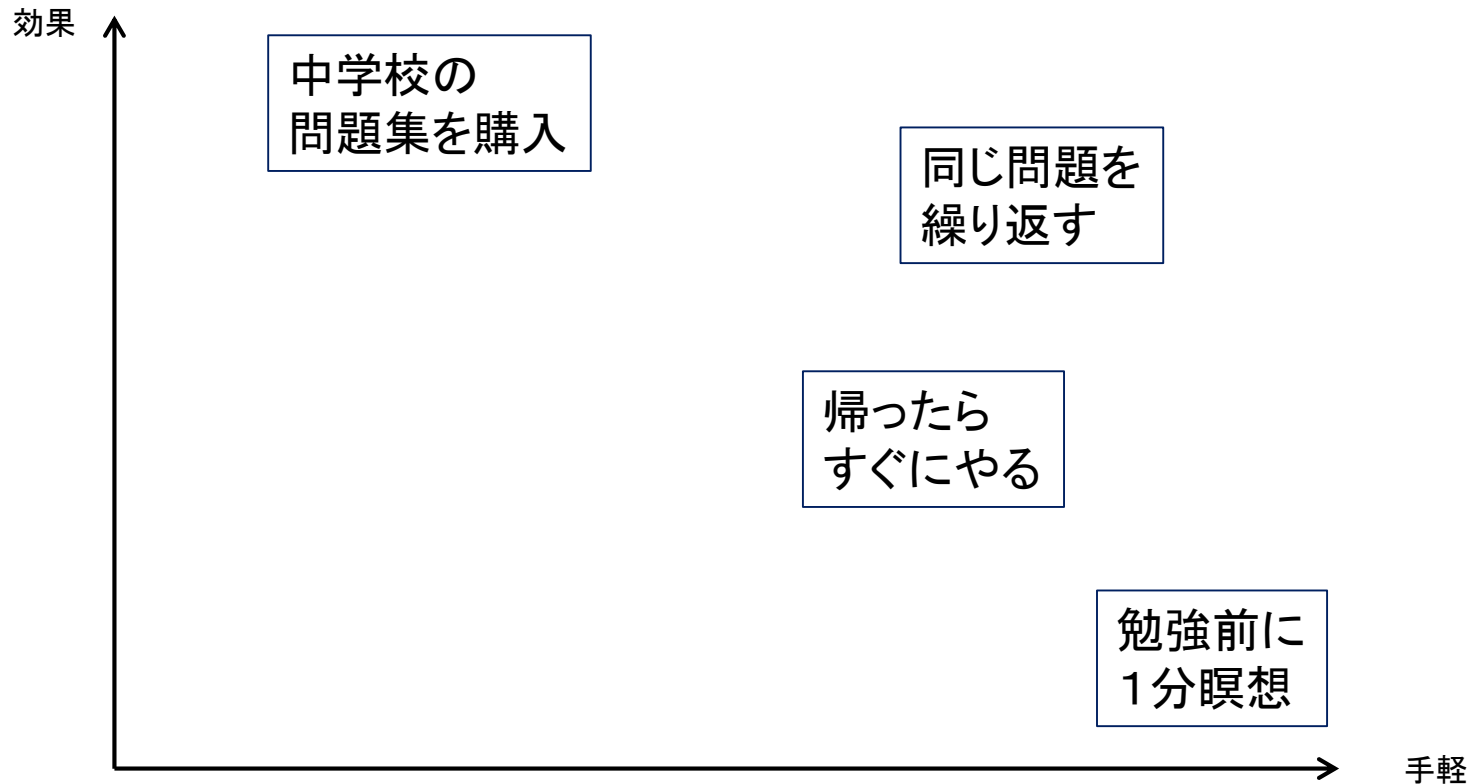 効果
中学校の
問題集を購入
同じ問題を
繰り返す
帰ったら
すぐにやる
勉強前に
１分瞑想
手軽